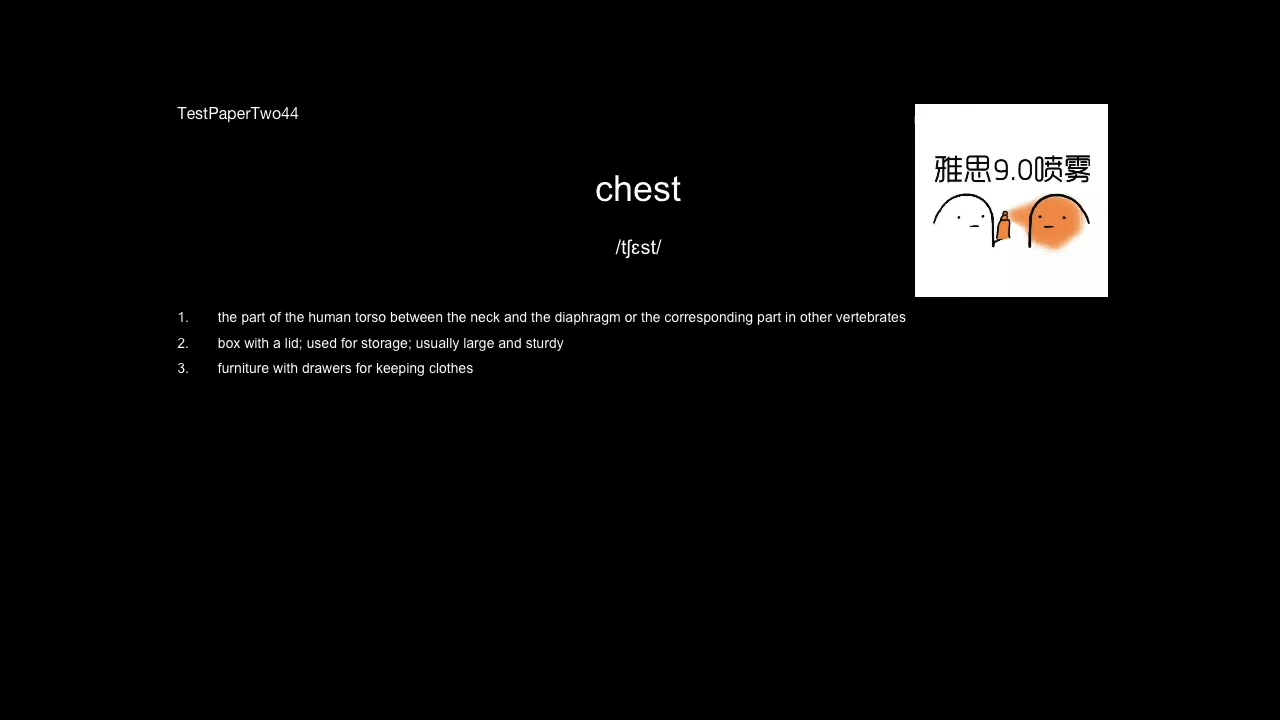 TestPaperTwo44
雅思9.0喷雾
chest
/tʃɛst/
1. the part of the human torso between the neck and the diaphragm or the corresponding part in other vertebrates
2. box with a lid; used for storage; usually large and sturdy
3. furniture with drawers for keeping clothes